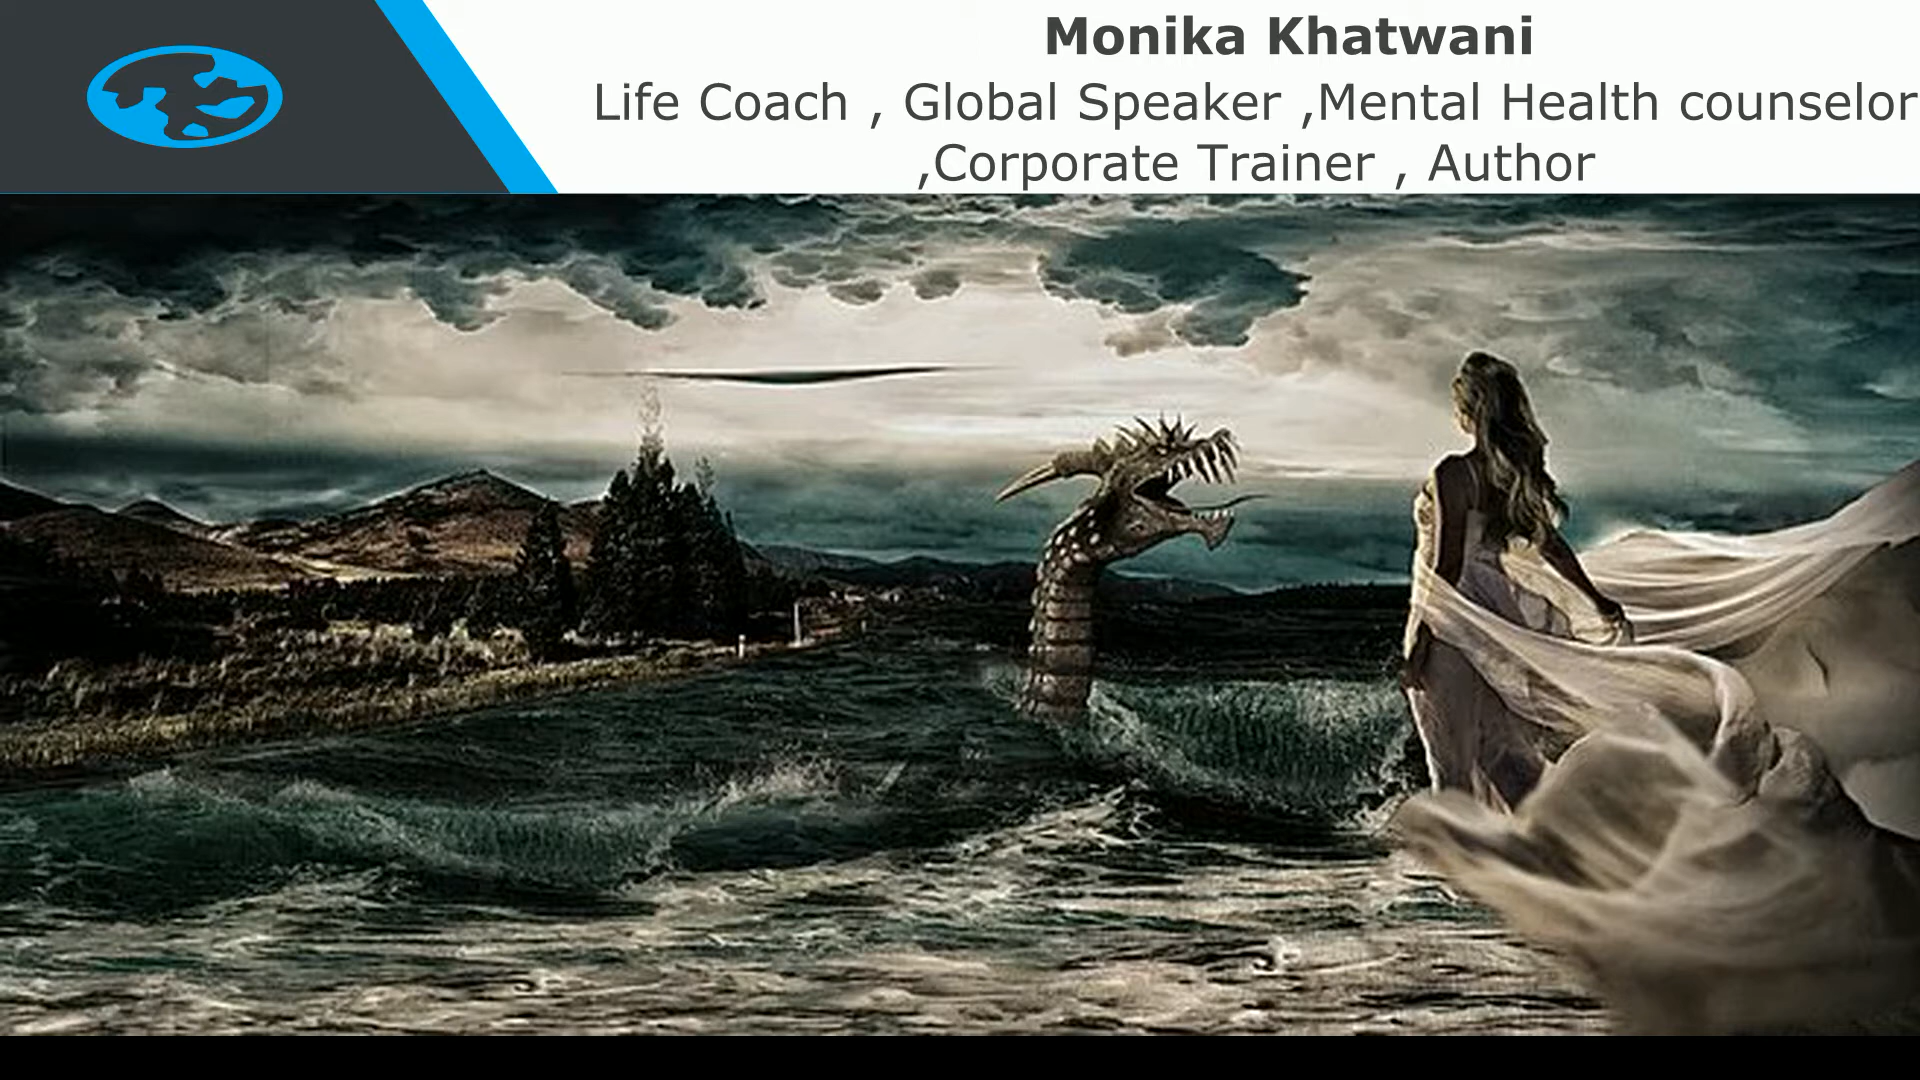 Monika Khatwani
Life Coach , Global Speaker ,Mental Health counselor
,Corporate Trainer , Author